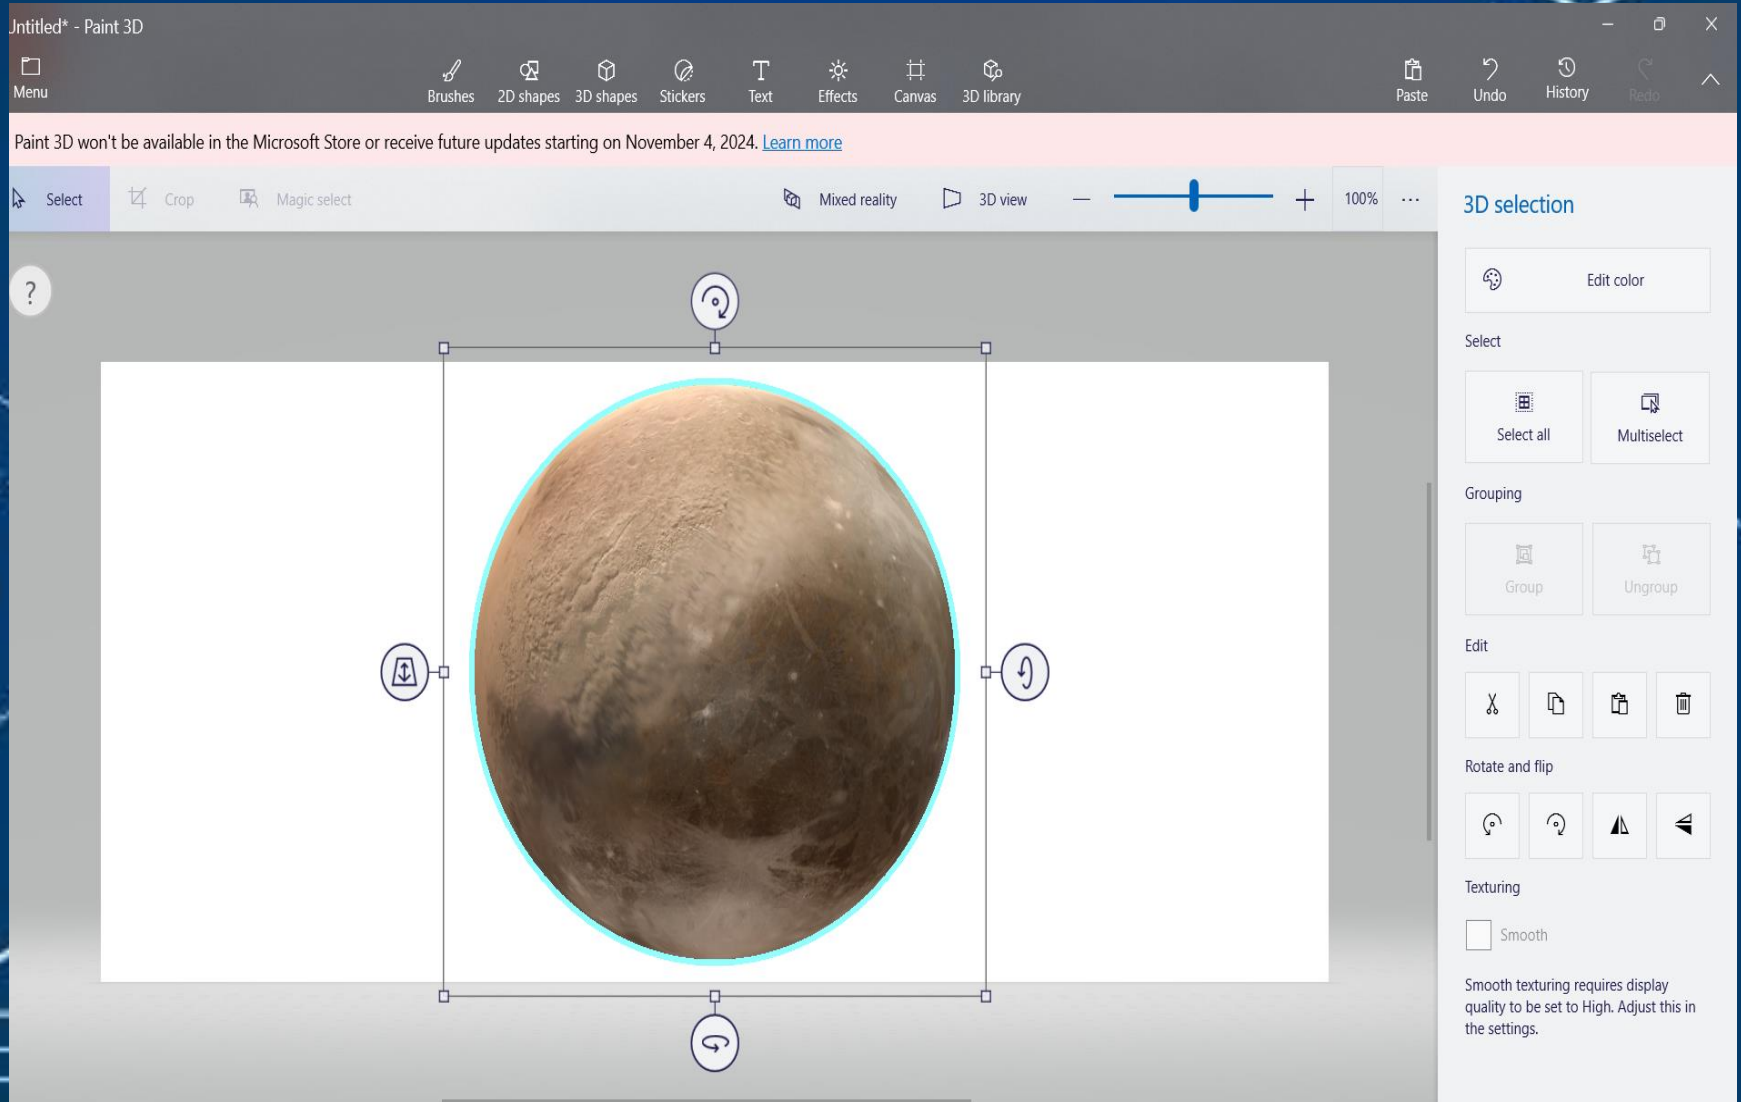 Untitled* - Paint 3D
Menu
Brushes
2D shapes
3D shapes
Stickers
Text
Effects
Canvas
3D library
Paste
Undo
History
Redo
Paint 3D won't be available in the Microsoft Store or receive future updates starting on November 4, 2024. Learn more
Select
Crop
Magic select
Mixed reality
3D view
100%
...
?
3D selection
Edit color
Select
Select all
Multiselect
Grouping
Group
Ungroup
Edit
Rotate and flip
Texturing
Smooth
Smooth texturing requires display
quality to be set to High. Adjust this in
the settings.